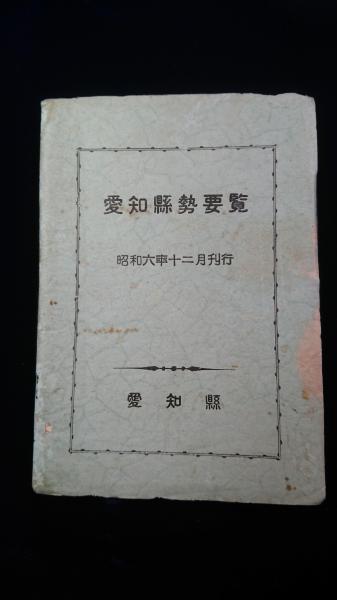 愛知縣勢要覧
昭和六年十二月刊行
愛知縣